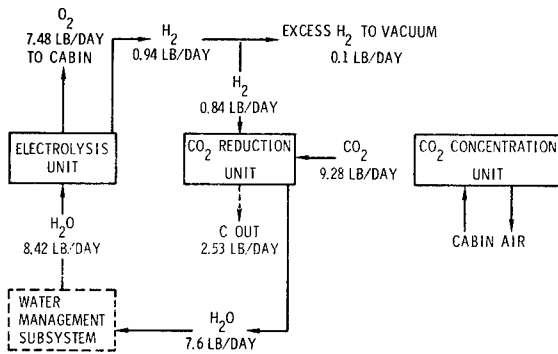 O2
7.48 LB/DAY
TO CABIN
H2
0.94 LB/DAY
EXCESS H2 TO VACUUM
0.1 LB/DAY
H2
0.84 LB/DAY
ELECTROLYSIS
UNIT
CO2 REDUCTION
UNIT
CO2
9.28 LB/DAY
CO2 CONCENTRATION
UNIT
H2O
8.42 LB/DAY
C OUT
2.53 LB/DAY
CABIN AIR
WATER
MANAGEMENT
SUBSYSTEM
H2O
7.6 LB/DAY